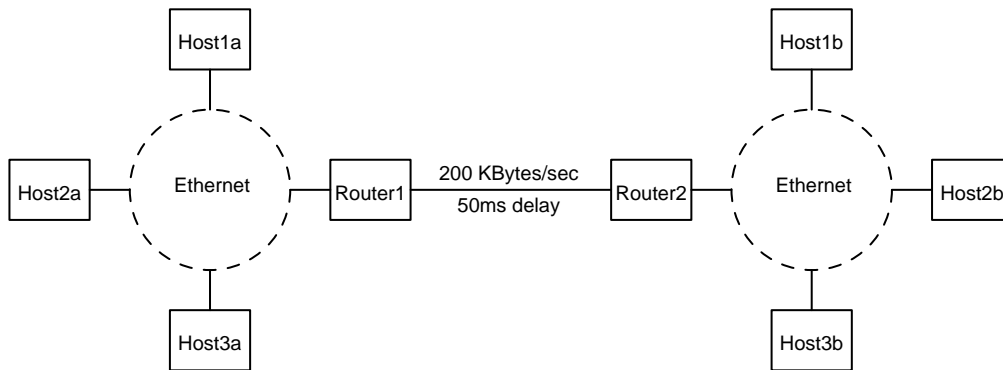 Host1a
Host1b
Host2a
Ethernet
Router1
200 KBytes/sec
50ms delay
Router2
Ethernet
Host2b
Host3a
Host3b